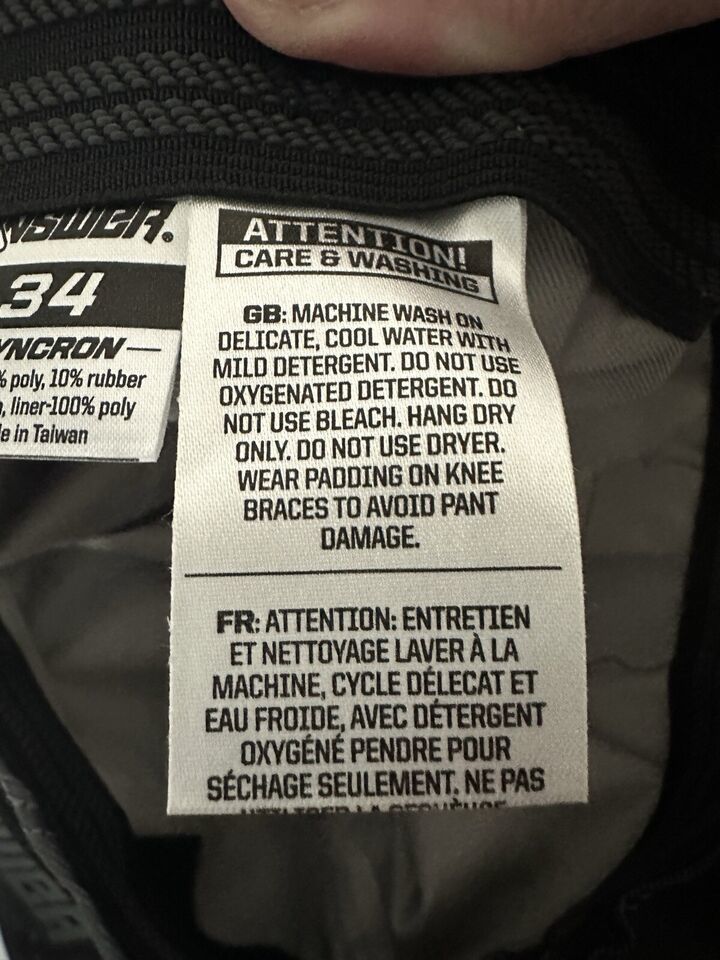 34
% poly, 10% rubber
liner-100% poly
in Taiwan
ATTENTION!
CARE & WASHING
GB: MACHINE WASH ON
DELICATE, COOL WATER WITH
MILD DETERGENT. DO NOT USE
OXYGENATED DETERGENT. DO
NOT USE BLEACH. HANG DRY
ONLY. DO NOT USE DRYER.
WEAR PADDING ON KNEE
BRACES TO AVOID PANT
DAMAGE.
FR: ATTENTION: ENTRETIEN
ET NETTOYAGE LAVER À LA
MACHINE, CYCLE DÉLECAT ET
EAU FROIDE, AVEC DÉTERGENT
OXYGÉNÉ PENDRE POUR
SÉCHAGE SEULEMENT. NE PAS